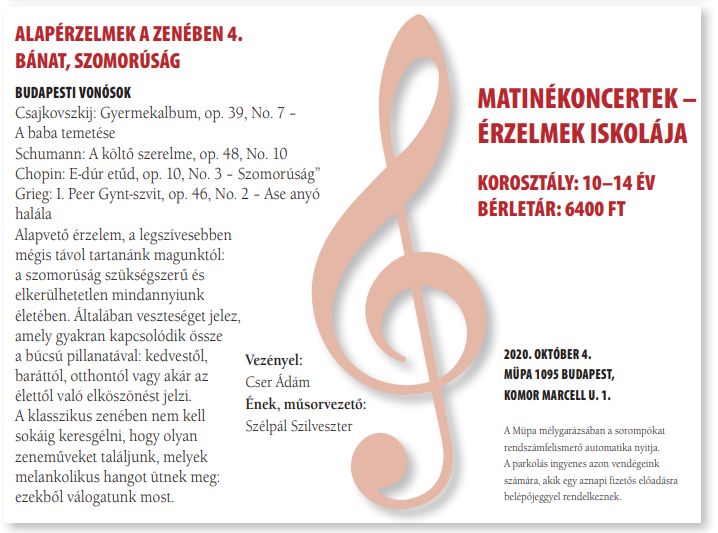 ALAPÉRZELMEK A ZENÉBEN 4.
BÁNAT, SZOMORÚSÁG
BUDAPESTI VONÓSOK
Csajkovszkij: Gyermekalbum, op. 39, No. 7 –
A baba temetése
Schumann: A költő szerelme, op. 48, No. 10
Chopin: E-dúr etűd, op. 10, No. 3 – Szomorúság”
Grieg: I. Peer Gynt-szvit, op. 46, No. 2 – Ase anyó
halála
Alapvető érzelem, a legszívesebben
mégis távol tartanánk magunktól:
a szomorúság szükségszerű és
elkerülhetetlen mindannyiunk
életében. Általában veszteséget jelez,
amely gyakran kapcsolódik össze
a búcsú pillanatával: kedvestől,
baráttól, otthontól vagy akár az
élettől való elköszönést jelzi.
A klasszikus zenében nem kell
sokáig keresgélni, hogy olyan
zeneműveket találjunk, melyek
melankolikus hangot ütnek meg:
ezekből válogatunk most.
Vezényel:
Cser Ádám
Ének, műsorvezető:
Szélpál Szilveszter
MATINÉKONCERTEK –
ÉRZELMEK ISKOLÁJA
KOROSZTÁLY: 10–14 ÉV
BÉRLETÁR: 6400 FT
2020. OKTÓBER 4.
MÜPA 1095 BUDAPEST,
KOMOR MARCELL U. 1.
A Müpa mélygarázsában a sorompókat
rendszámfelismerő automatika nyitja.
A parkolás ingyenes azon vendégeink
számára, akik egy aznapi fizetős előadásra
belépőjeggyel rendelkeznek.